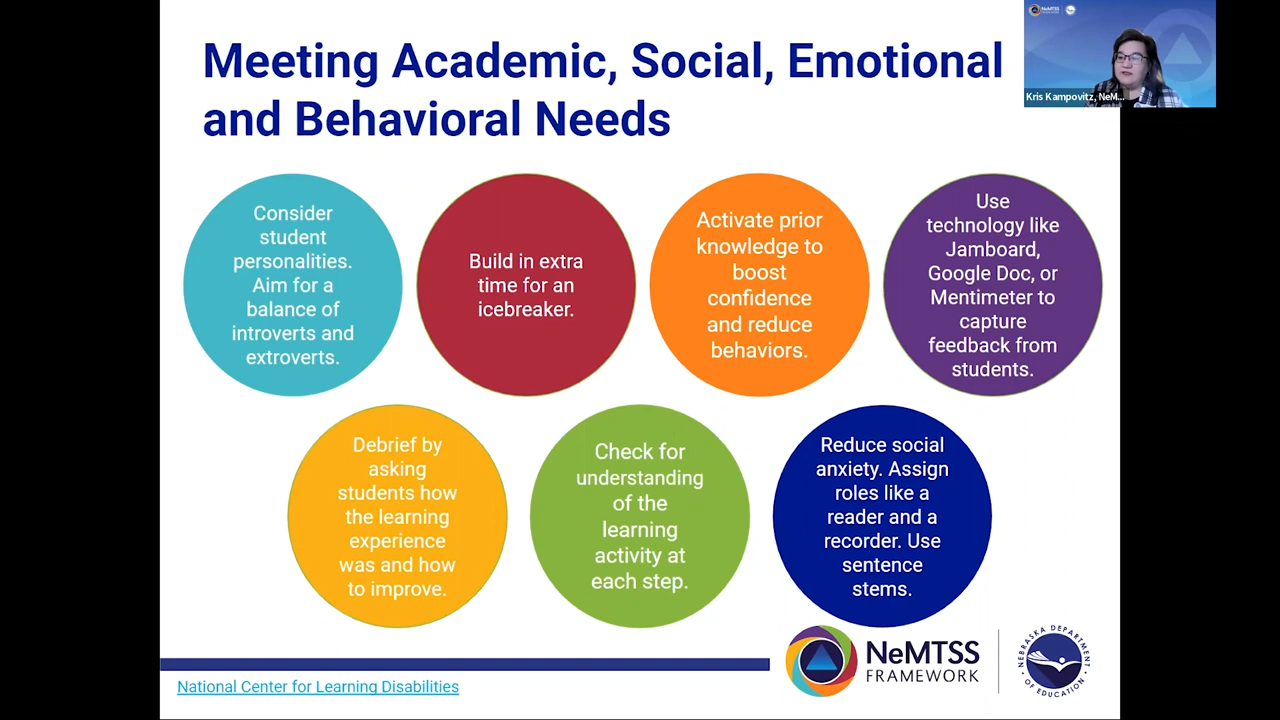 Meeting Academic, Social, Emotional
and Behavioral Needs
NeMTSS
Kris Kampovitz, NeM...
Consider
student
personalities.
Aim for a
balance of
introverts and
extroverts.
Build in extra
time for an
icebreaker.
Activate prior
knowledge to
boost
confidence
and reduce
behaviors.
Use
technology like
Jamboard,
Google Doc, or
Mentimeter to
capture
feedback from
students.
Debrief by
asking
students how
the learning
experience
was and how
to improve.
Check for
understanding
of the
learning
activity at
each step.
Reduce social
anxiety. Assign
roles like a
reader and a
recorder. Use
sentence
stems.
National Center for Learning Disabilities
NeMTSS
FRAMEWORK
NEBRASKA DEPARTMENT
OF EDUCATION